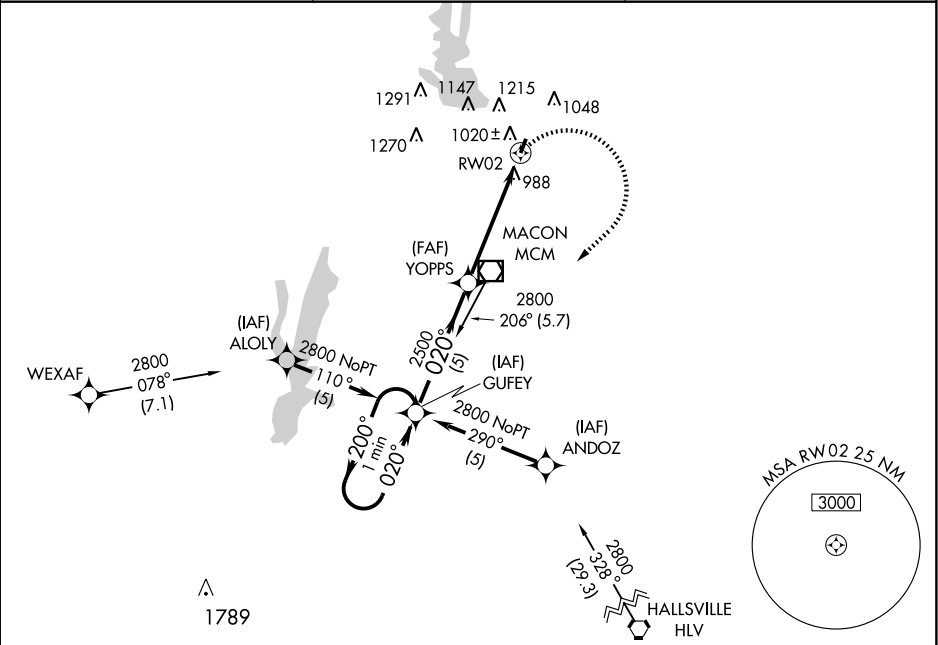 1291
1147
1215
1048
1270
1020±
RW02
988
MACON
MCM
(FAF)
YOPPS
2800
206° (5.7)
(IAF)
ALOLY
2500
020°
(5)
(IAF)
GUFEY
WEXAF
2800
078°
(7.1)
2800 NoPT
110°
(5)
2800 NoPT
290°
(5)
(IAF)
ANDOZ
200°
1 min
020°
MSA RW02 25 NM
3000
2800
328°
(29.3)
HALLSVILLE
HLV
1789